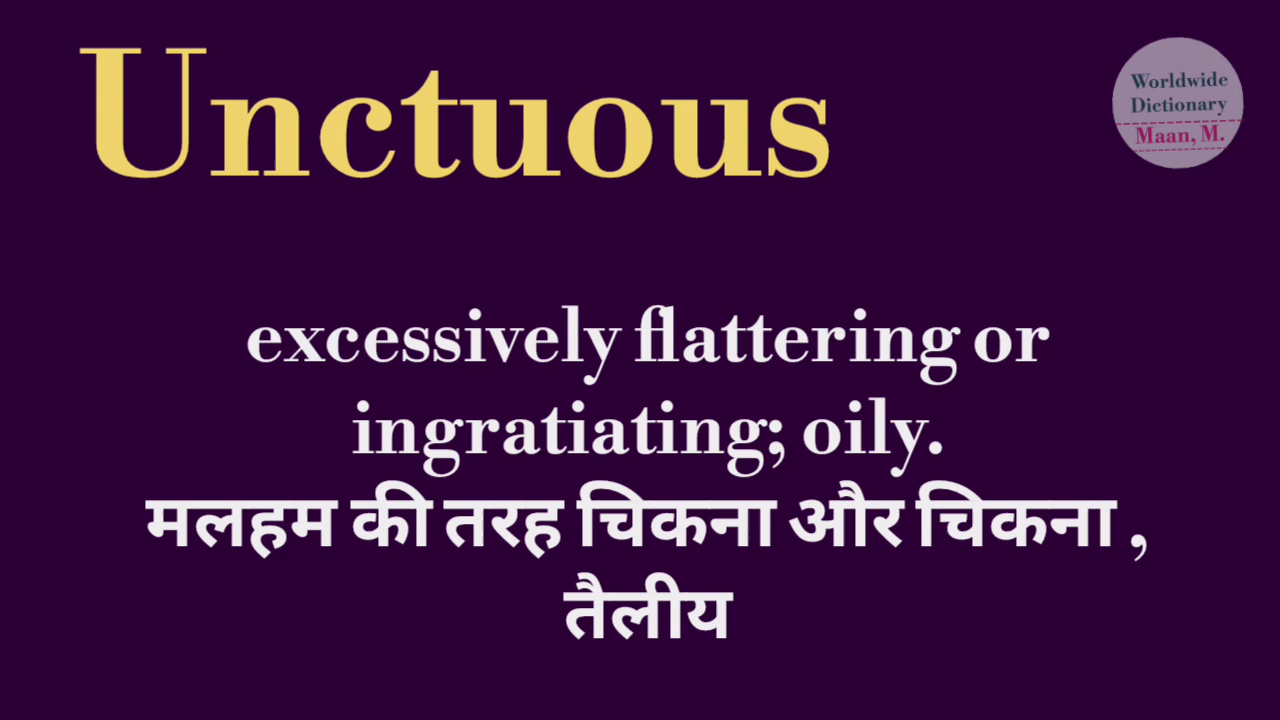 Unctuous
Worldwide
Dictionary
Maan, M.
excessively flattering or
ingratiating; oily.
मलहम की तरह चिकना और चिकना ,
तैलीय